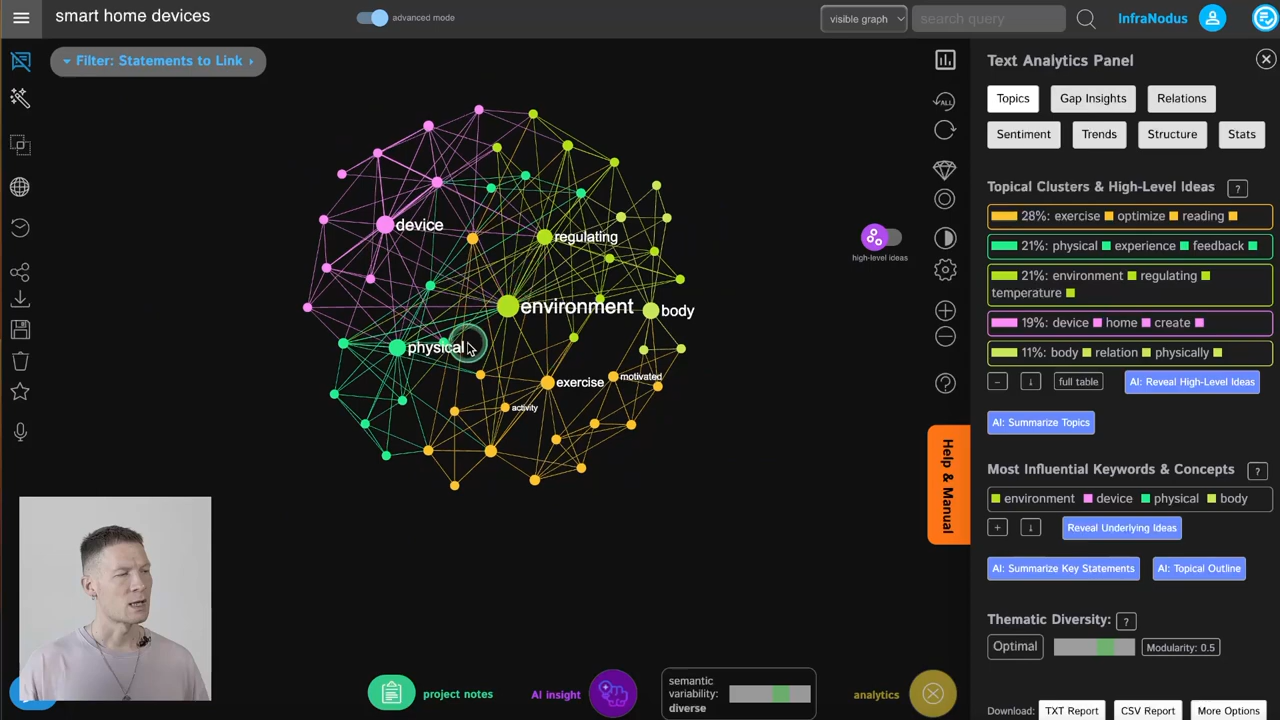 smart home devices
advanced mode
visible graph
search query
InfraNodus
Filter: Statements to Link
ALL
Text Analytics Panel
Topics
Gap Insights
Relations
Sentiment
Trends
Structure
Stats
Topical Clusters & High-Level Ideas
?
28%: exercise optimize reading
21%: physical experience feedback
21%: environment regulating
temperature
19%: device home create
11%: body relation physically
full table
AI: Reveal High-Level Ideas
AI: Summarize Topics
Most Influential Keywords & Concepts
?
environment device physical body
+
Reveal Underlying Ideas
AI: Summarize Key Statements
AI: Topical Outline
Thematic Diversity:
?
Optimal
Modularity: 0.5
Download:
TXT Report
CSV Report
More Options
device
regulating
environment
body
physical
exercise
motivated
activity
high-level ideas
Help & Manual
project notes
AI insight
semantic
variability:
diverse
analytics